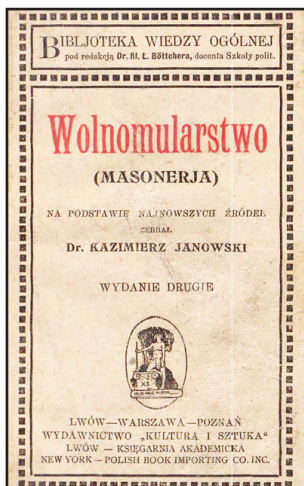 BIBLJOTEKA WIEDZY OGÓLNEJ
pod redakcją Dr. fil. Ł. Böttchera, docenta Szkoły polit.
Wolnomularstwo
(MASONERJA)
NA PODSTAWIE NAJNOWSZYCH ŹRÓDEŁ
ZEBRAŁ
Dr. KAZIMIERZ JANOWSKI
WYDANIE DRUGIE
LWÓW—WARSZAWA—POZNAŃ
WYDAWNICTWO „KULTURA I SZTUKA“
LWÓW — KSIĘGARNIA AKADEMICKA
NEW YORK — POLISH BOOK IMPORTING CO. INC.